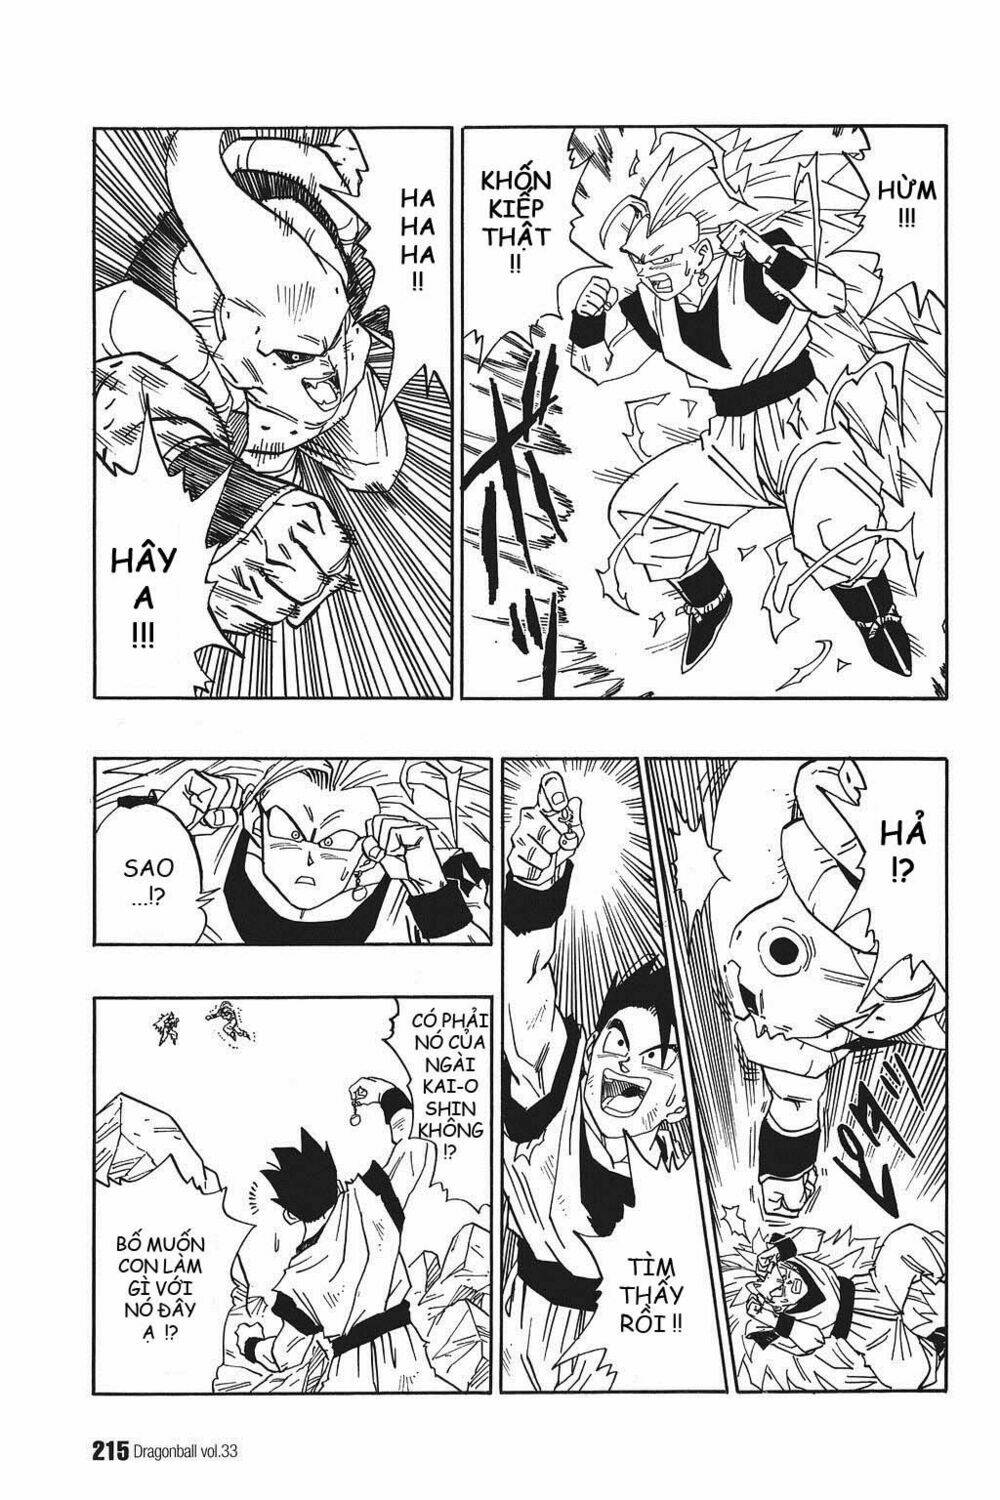 HỪM
!!!
KHỐN
KIẾP
THẬT
!!
HA
HA
HA
!!
HÂY
A
!!!
HẢ
!?
TÌM
THẤY
RỒI !!
SAO
...!?
CÓ PHẢI
NÓ CỦA
NGÀI
KAI-O
SHIN
KHÔNG
!?
BỐ MUỐN
CON LÀM
GÌ VỚI
NÓ ĐÂY
Ạ !?
215 Dragonball vol.33